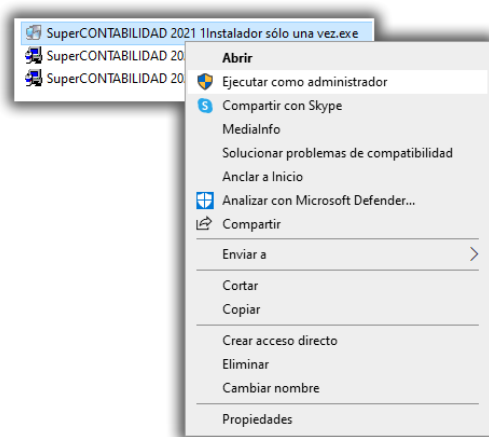 SuperCONTABILIDAD 2021 1Instalador sólo una vez.exe
SuperCONTABILIDAD 20
SuperCONTABILIDAD 20
Abrir
Ejecutar como administrador
Compartir con Skype
MediaInfo
Solucionar problemas de compatibilidad
Anclar a Inicio
Analizar con Microsoft Defender...
Compartir
Enviar a
Cortar
Copiar
Crear acceso directo
Eliminar
Cambiar nombre
Propiedades